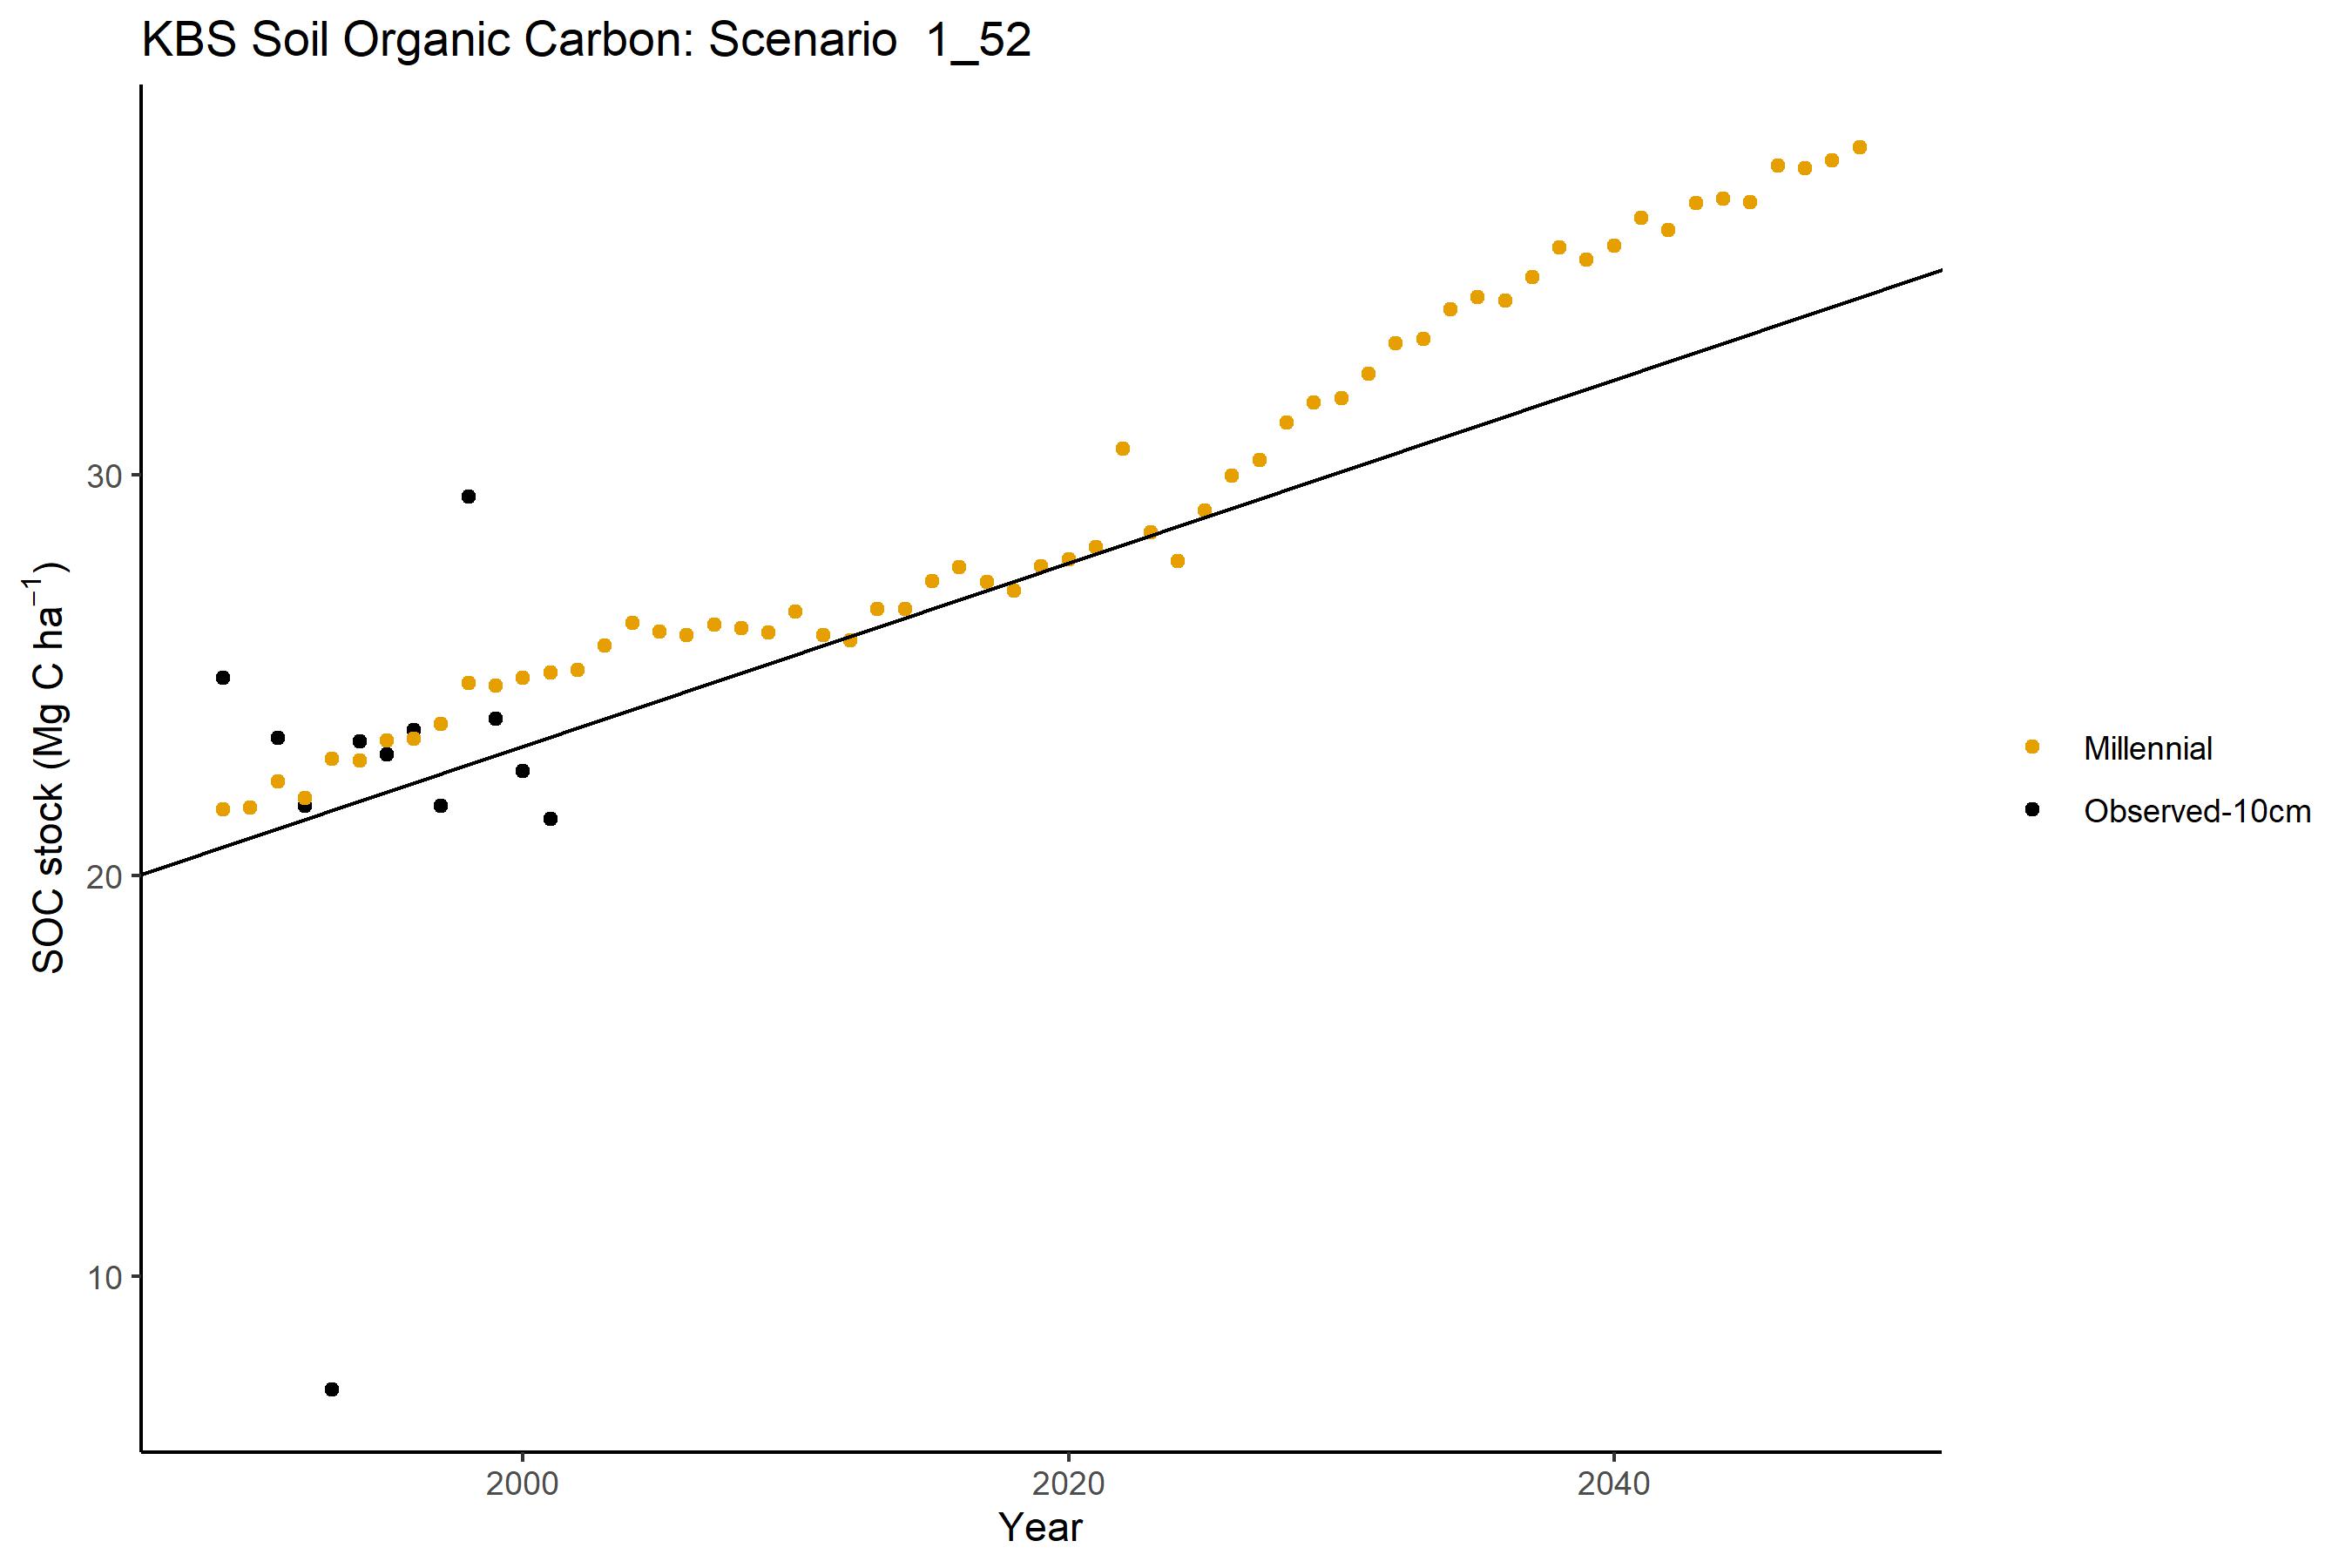 KBS Soil Organic Carbon: Scenario  1_52
SOC stock (Mg C ha⁻¹)
30
20
10
2000
2020
2040
Year
Millennial
Observed-10cm